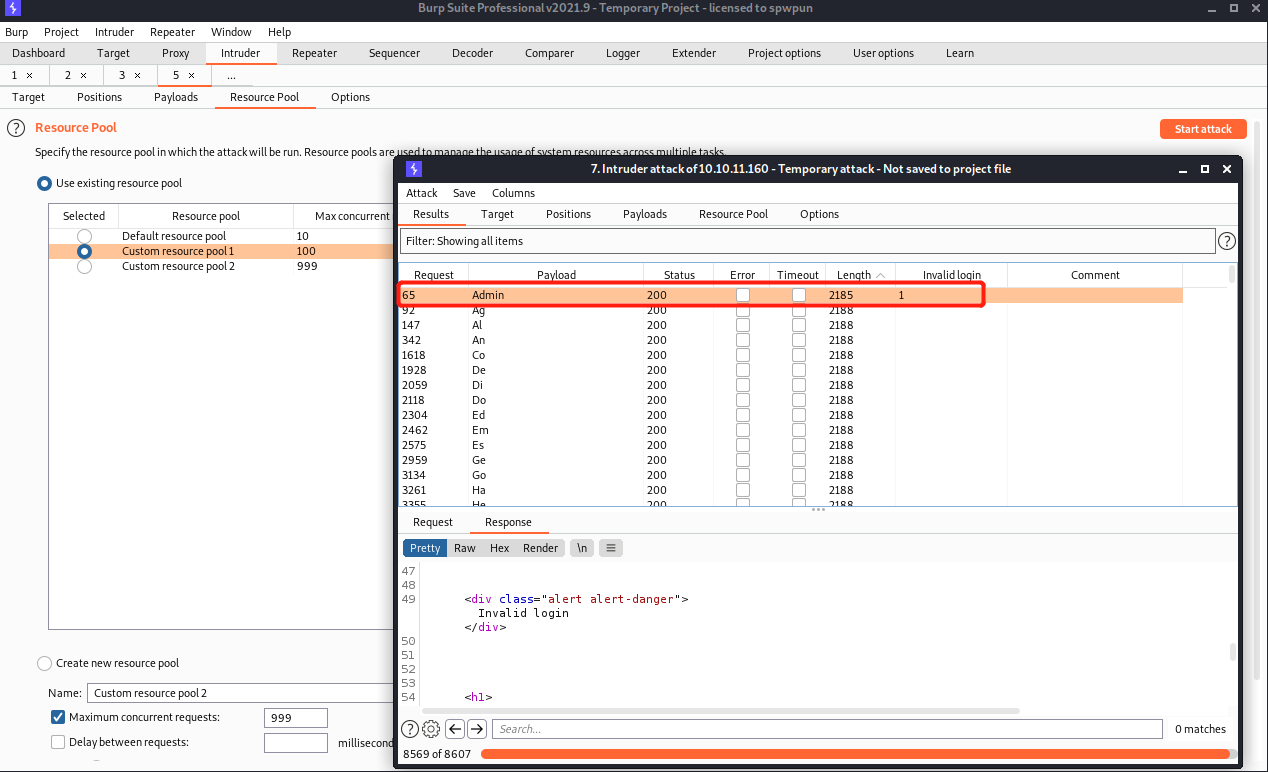 Burp Suite Professional v2021.9 - Temporary Project - licensed to spwpun
Burp Project Intruder Repeater Window Help
Dashboard Target Proxy Intruder Repeater Sequencer Decoder Comparer Logger Extender Project options User options Learn
1 × 2 × 3 × 5 × ...
Target Positions Payloads Resource Pool Options
? Resource Pool
Start attack
Specify the resource pool in which the attack will be run. Resource pools are used to manage the usage of system resources across multiple tasks.
Use existing resource pool
Selected Resource pool Max concurrent
Default resource pool 10
Custom resource pool 1 100
Custom resource pool 2 999
Create new resource pool
Name: Custom resource pool 2
Maximum concurrent requests: 999
Delay between requests: millisecond
7. Intruder attack of 10.10.11.160 - Temporary attack - Not saved to project file
Attack Save Columns
Results Target Positions Payloads Resource Pool Options
Filter: Showing all items ?
Request Payload Status Error Timeout Length Invalid login Comment
65 Admin 200 2185 1
92 Ag 200 2188
147 Al 200 2188
342 An 200 2188
1618 Co 200 2188
1928 De 200 2188
2059 Di 200 2188
2118 Do 200 2188
2304 Ed 200 2188
2462 Em 200 2188
2575 Es 200 2188
2959 Ge 200 2188
3134 Go 200 2188
3261 Ha 200 2188
3355 He 200 2188
Request Response
Pretty Raw Hex Render \n
47
48
49 <div class="alert alert-danger">
Invalid login
</div>
50
51
52
53
54 <h1>
? Search... 0 matches
8569 of 8607